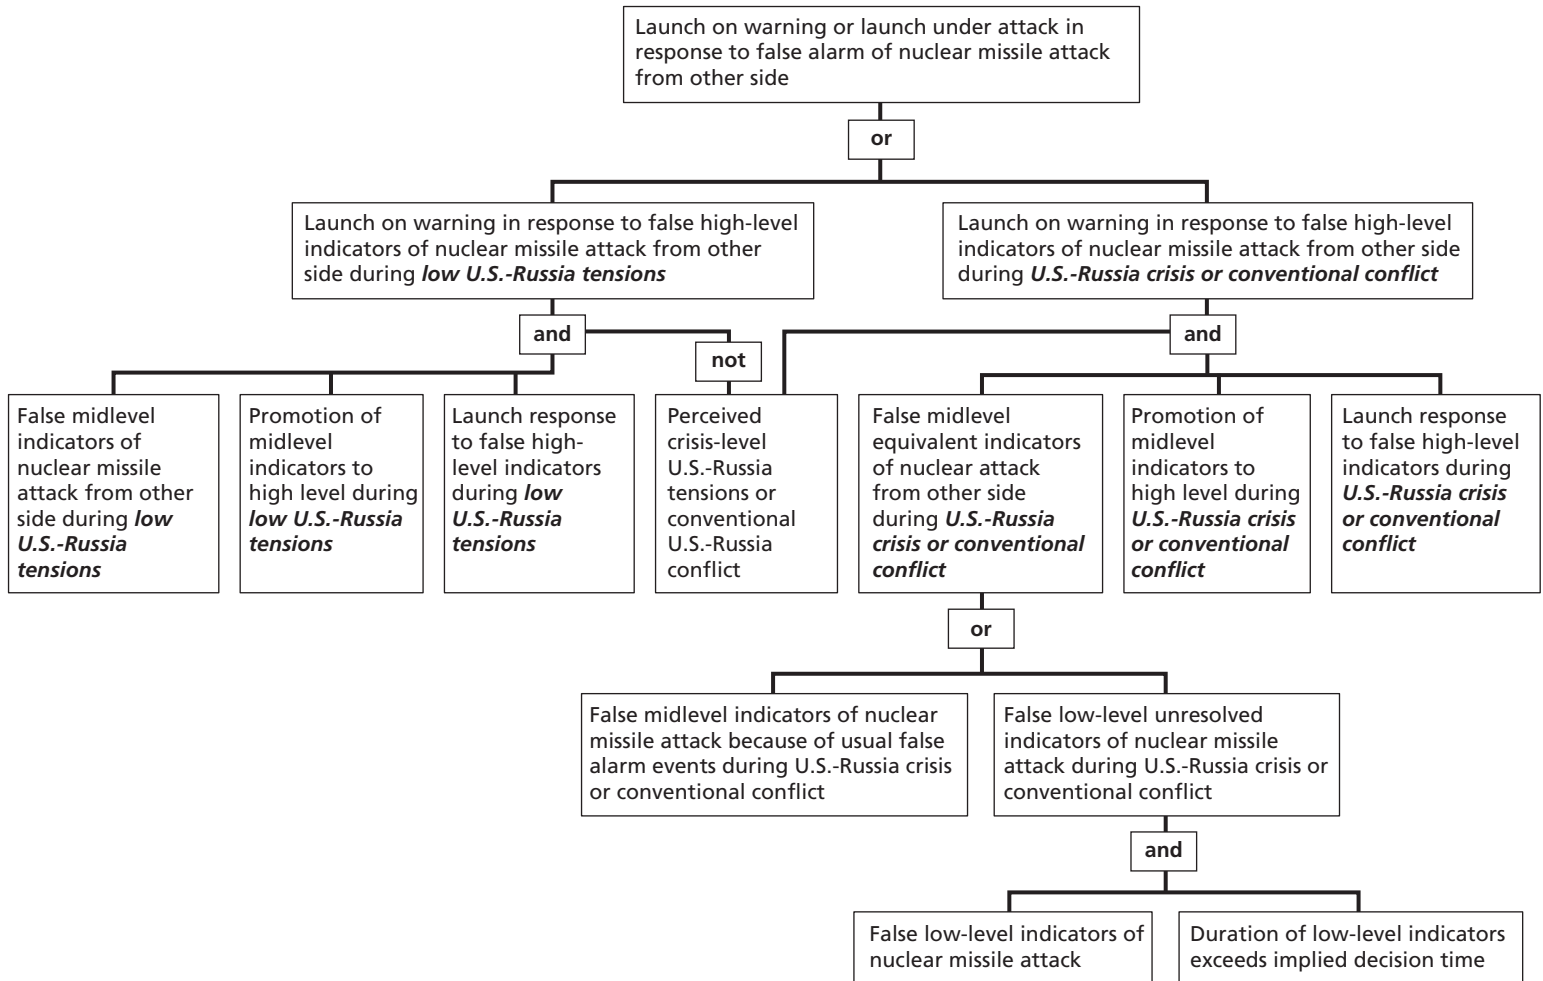 Launch on warning or launch under attack in
response to false alarm of nuclear missile attack
from other side
or
Launch on warning in response to false high-level
indicators of nuclear missile attack from other
side during low U.S.-Russia tensions
Launch on warning in response to false high-level
indicators of nuclear missile attack from other side
during U.S.-Russia crisis or conventional conflict
and
not
and
False midlevel
indicators of
nuclear missile
attack from other
side during low
U.S.-Russia
tensions
Promotion of
midlevel
indicators to
high level during
low U.S.-Russia
tensions
Launch response
to false high-
level indicators
during low
U.S.-Russia
tensions
Perceived
crisis-level
U.S.-Russia
tensions or
conventional
U.S.-Russia
conflict
False midlevel
equivalent indicators
of nuclear attack
from other side
during U.S.-Russia
crisis or conventional
conflict
Promotion of
midlevel
indicators to
high level during
U.S.-Russia crisis
or conventional
conflict
Launch response
to false high-level
indicators during
U.S.-Russia crisis
or conventional
conflict
or
False midlevel indicators of nuclear
missile attack because of usual false
alarm events during U.S.-Russia crisis
or conventional conflict
False low-level unresolved
indicators of nuclear missile
attack during U.S.-Russia crisis or
conventional conflict
and
False low-level indicators of
nuclear missile attack
Duration of low-level indicators
exceeds implied decision time